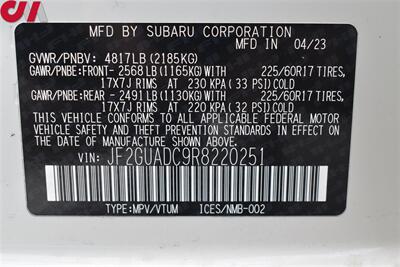 DI
MFD BY SUBARU CORPORATION
MFD IN 04/23
GVWR/PNBV: 4817LB (2185KG)
GAWR/PNBE:FRONT- 2568LB (1165KG)WITH 225/60R17 TIRES,
17X7J RIMS AT 230 KPA ( 33 PSI)COLD
GAWR/PNBE:REAR -2491LB (1130KG)WITH 225/60R17 TIRES,
17X7J RIMS AT 220 KPA ( 32 PSI)COLD
THIS VEHICLE CONFORMS TO ALL APPLICABLE FEDERAL MOTOR
VEHICLE SAFETY, BUMPER,
AND THEFT PREVENTION STANDARDS IN EFFECT ON THE DATE OF
MANUFACTURE SHOWN ABOVE.
VIN: JF2GUADC9R8220251
TYPE:MPV/VTUM ICES/NMB-002